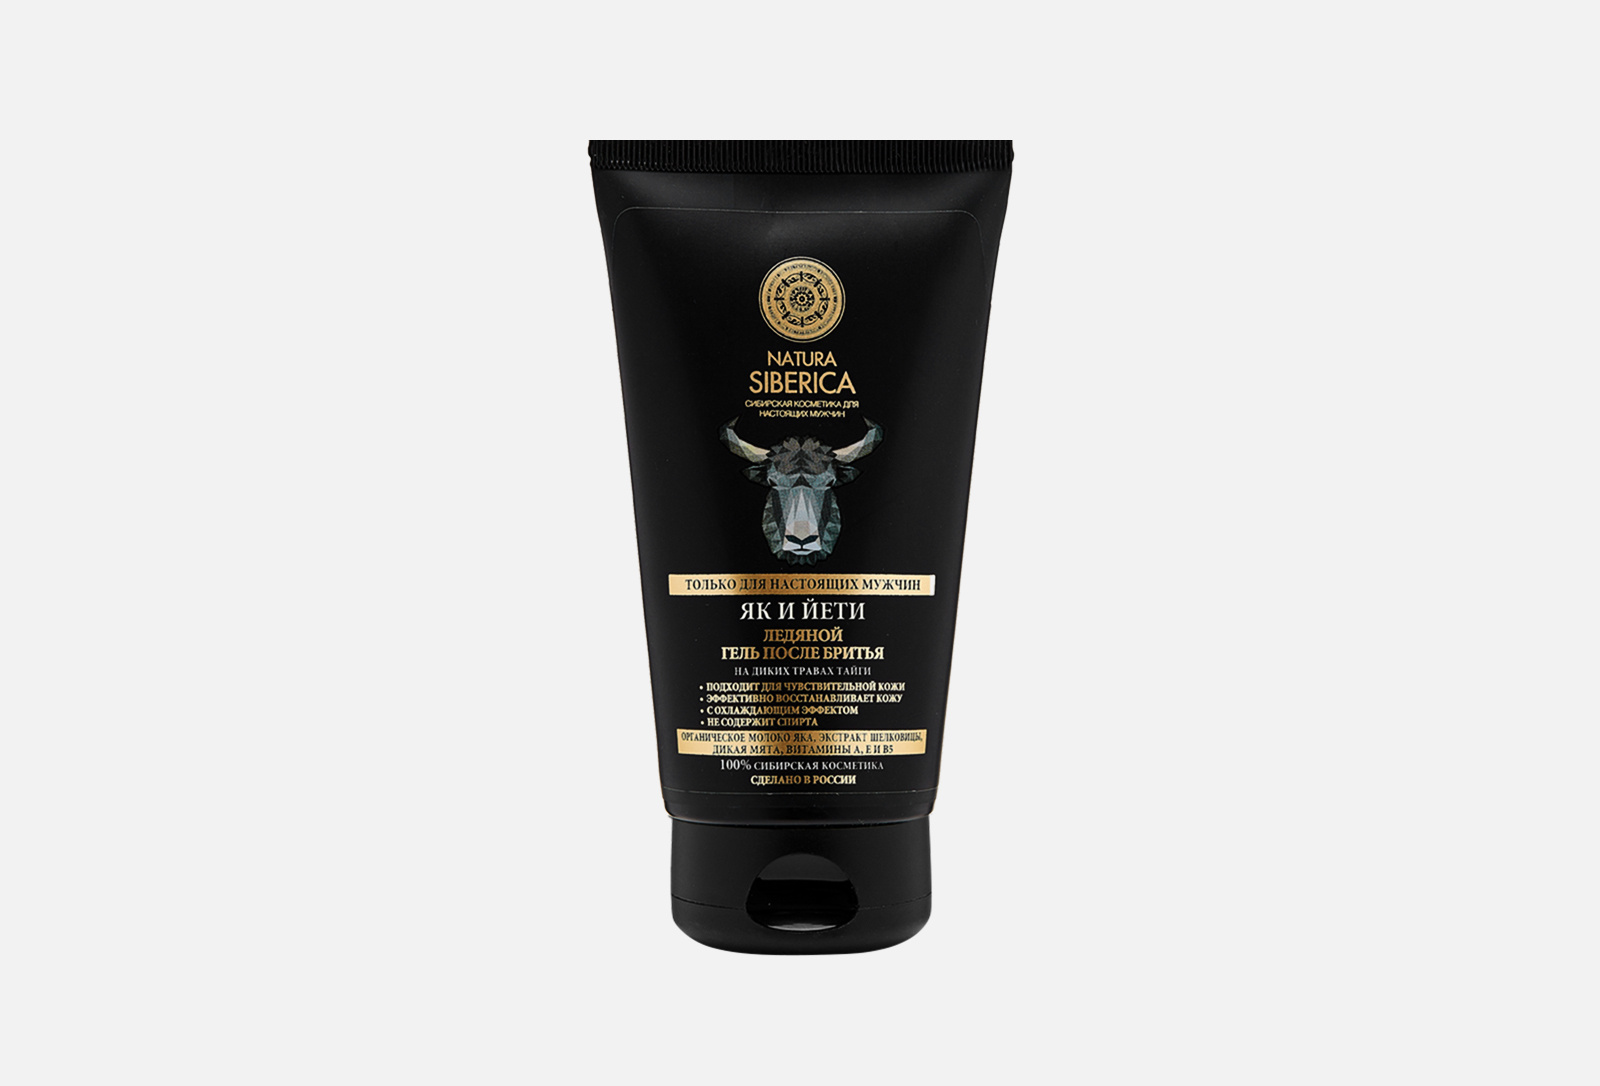 NATURA
SIBERICA
СИБИРСКАЯ КОСМЕТИКА ДЛЯ
НАСТОЯЩИХ МУЖЧИН
ТОЛЬКО ДЛЯ НАСТОЯЩИХ МУЖЧИН
ЯК И ЙЕТИ
ЛЕДЯНОЙ
ГЕЛЬ ПОСЛЕ БРИТЬЯ
НА ДИКИХ ТРАВАХ ТАЙГИ
• ПОДХОДИТ ДЛЯ ЧУВСТВИТЕЛЬНОЙ КОЖИ
• ЭФФЕКТИВНО ВОССТАНАВЛИВАЕТ КОЖУ
• С ОХЛАЖДАЮЩИМ ЭФФЕКТОМ
• НЕ СОДЕРЖИТ СПИРТА
ОРГАНИЧЕСКОЕ МОЛОКО ЯКА, ЭКСТРАКТ ШЕЛКОВИЦЫ,
ДИКАЯ МЯТА, ВИТАМИНЫ А, Е И В5
100% СИБИРСКАЯ КОСМЕТИКА
СДЕЛАНО В РОССИИ